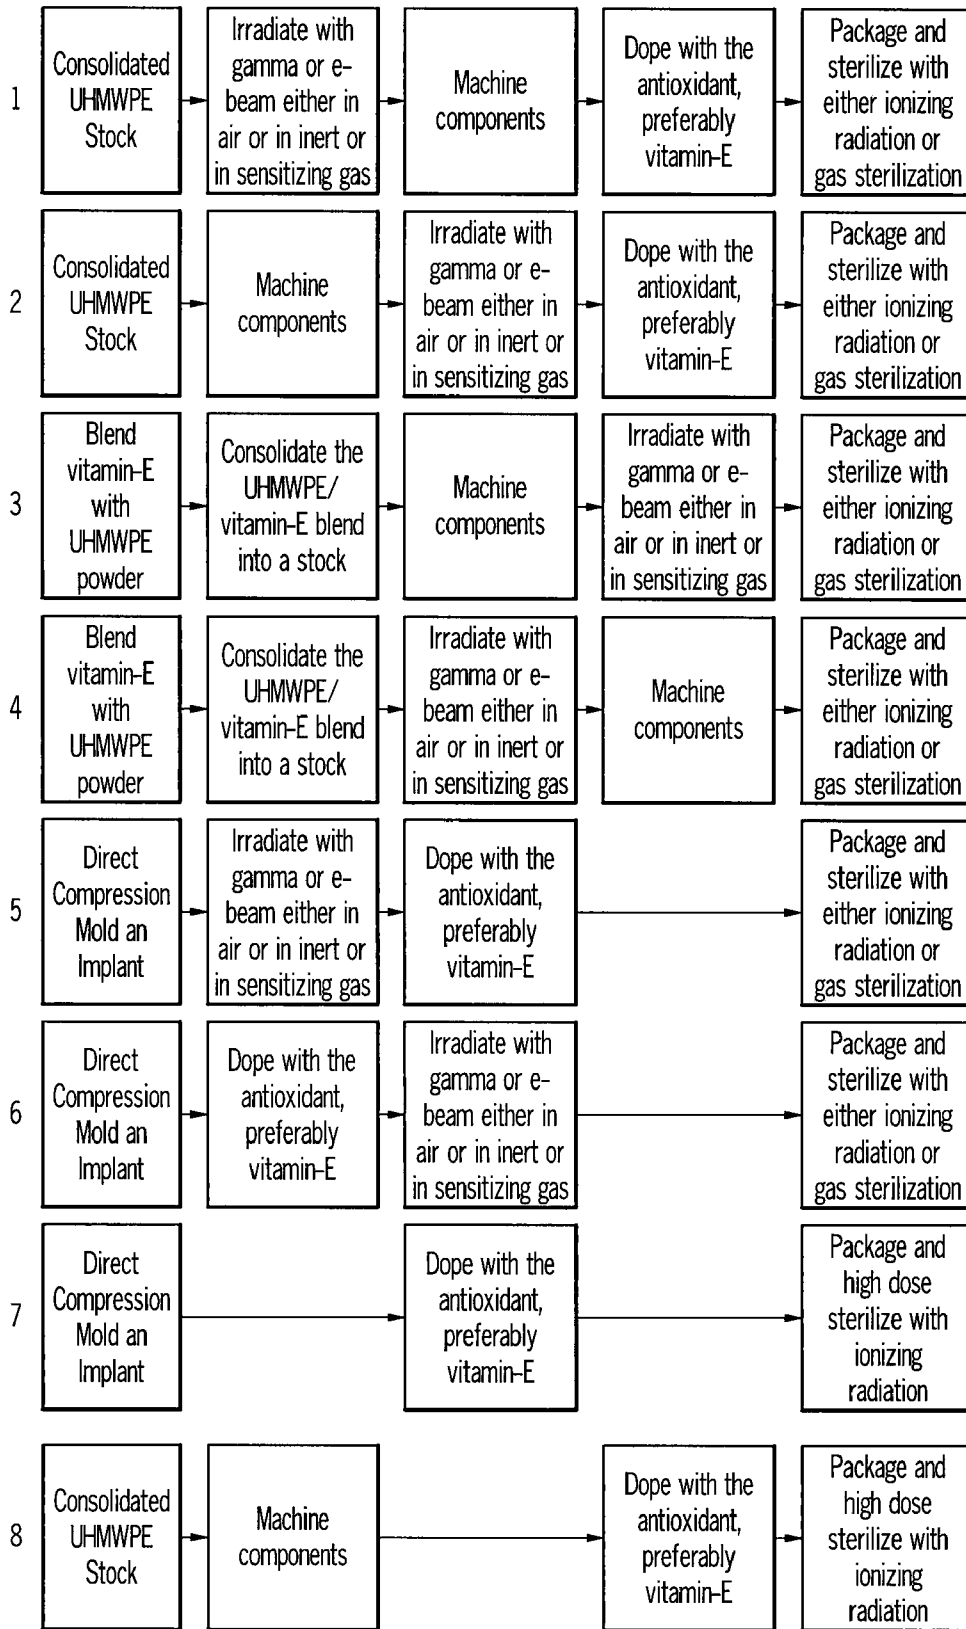 1
Consolidated
UHMWPE
Stock
Irradiate with
gamma or e-
beam either in
air or in inert or
in sensitizing gas
Machine
components
Dope with the
antioxidant,
preferably
vitamin-E
Package and
sterilize with
either ionizing
radiation or
gas sterilization
2
Consolidated
UHMWPE
Stock
Machine
components
Irradiate with
gamma or e-
beam either in
air or in inert or
in sensitizing gas
Dope with the
antioxidant,
preferably
vitamin-E
Package and
sterilize with
either ionizing
radiation or
gas sterilization
3
Blend
vitamin-E
with
UHMWPE
powder
Consolidate the
UHMWPE/
vitamin-E blend
into a stock
Machine
components
Irradiate with
gamma or e-
beam either in
air or in inert or
in sensitizing gas
Package and
sterilize with
either ionizing
radiation or
gas sterilization
4
Blend
vitamin-E
with
UHMWPE
powder
Consolidate the
UHMWPE/
vitamin-E blend
into a stock
Irradiate with
gamma or e-
beam either in
air or in inert or
in sensitizing gas
Machine
components
Package and
sterilize with
either ionizing
radiation or
gas sterilization
5
Direct
Compression
Mold an
Implant
Irradiate with
gamma or e-
beam either in
air or in inert or
in sensitizing gas
Dope with the
antioxidant,
preferably
vitamin-E
Package and
sterilize with
either ionizing
radiation or
gas sterilization
6
Direct
Compression
Mold an
Implant
Dope with the
antioxidant,
preferably
vitamin-E
Irradiate with
gamma or e-
beam either in
air or in inert or
in sensitizing gas
Package and
sterilize with
either ionizing
radiation or
gas sterilization
7
Direct
Compression
Mold an
Implant
Dope with the
antioxidant,
preferably
vitamin-E
Package and
high dose
sterilize with
ionizing
radiation
8
Consolidated
UHMWPE
Stock
Machine
components
Dope with the
antioxidant,
preferably
vitamin-E
Package and
high dose
sterilize with
ionizing
radiation